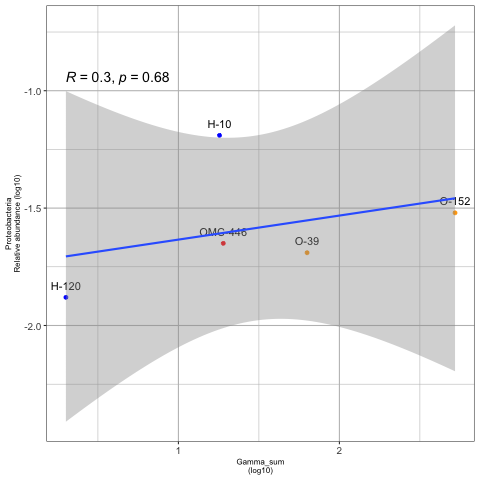 R = 0.3, p = 0.68
H-10
O-152
OMC-446
O-39
H-120
-1.0
-1.5
-2.0
1
2
Proteobacteria
Relative abundance (log10)
Gamma_sum
(log10)